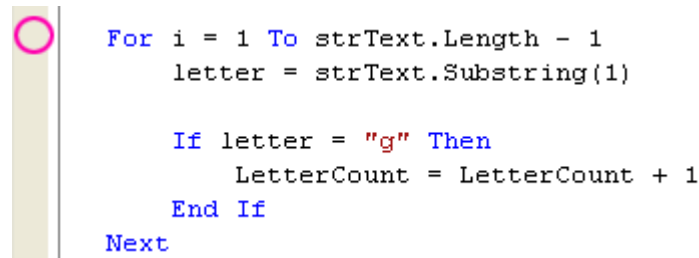 For i = 1 To strText.Length - 1
letter = strText.Substring(1)
If letter = "g" Then
LetterCount = LetterCount + 1
End If
Next